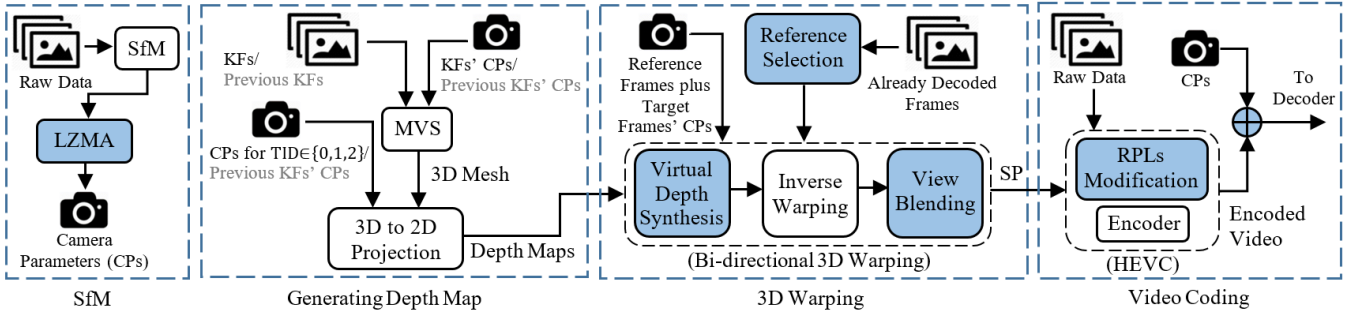 Raw Data
SfM
LZMA
Camera
Parameters (CPs)
SfM
KFs/
Previous KFs
KFs' CPs/
Previous KFs' CPs
MVS
CPs for TID∈{0,1,2}/
Previous KFs' CPs
3D Mesh
3D to 2D
Projection
Depth Maps
Generating Depth Map
Reference
Frames plus
Target
Frames' CPs
Reference
Selection
Already Decoded
Frames
Virtual
Depth
Synthesis
Inverse
Warping
View
Blending
SP
(Bi-directional 3D Warping)
3D Warping
Raw Data
CPs
To
Decoder
RPLs
Modification
Encoder
Encoded
Video
(HEVC)
Video Coding